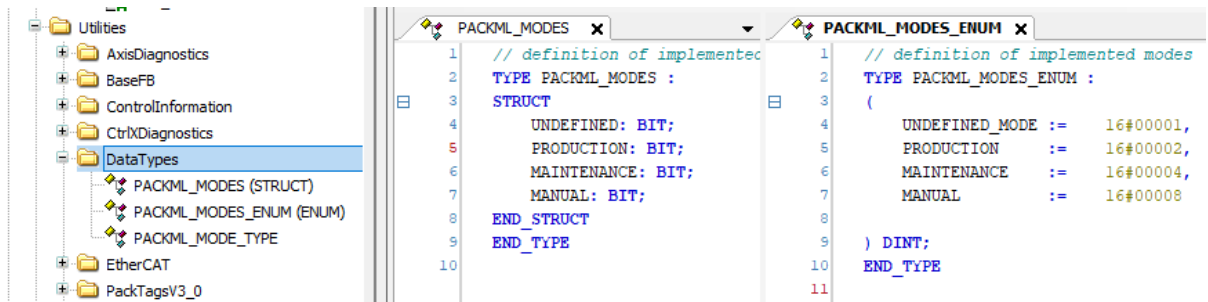 Utilities
AxisDiagnostics
BaseFB
ControlInformation
CtrlXDiagnostics
DataTypes
PACKML_MODES (STRUCT)
PACKML_MODES_ENUM (ENUM)
PACKML_MODE_TYPE
EtherCAT
PackTagsV3_0
PACKML_MODES X
1 // definition of implemented
2 TYPE PACKML_MODES :
3 STRUCT
4 UNDEFINED: BIT;
5 PRODUCTION: BIT;
6 MAINTENANCE: BIT;
7 MANUAL: BIT;
8 END_STRUCT
9 END_TYPE
10
PACKML_MODES_ENUM X
1 // definition of implemented modes
2 TYPE PACKML_MODES_ENUM :
3 (
4 UNDEFINED_MODE := 16#00001,
5 PRODUCTION := 16#00002,
6 MAINTENANCE := 16#00004,
7 MANUAL := 16#00008
8
9 ) DINT;
10 END_TYPE
11